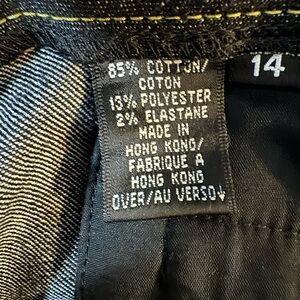 85% COTTON/
COTON
13% POLYESTER
2% ELASTANE
MADE IN
HONG KONG/
FABRIQUE A
HONG KONG
OVER/AU VERSO↓
14